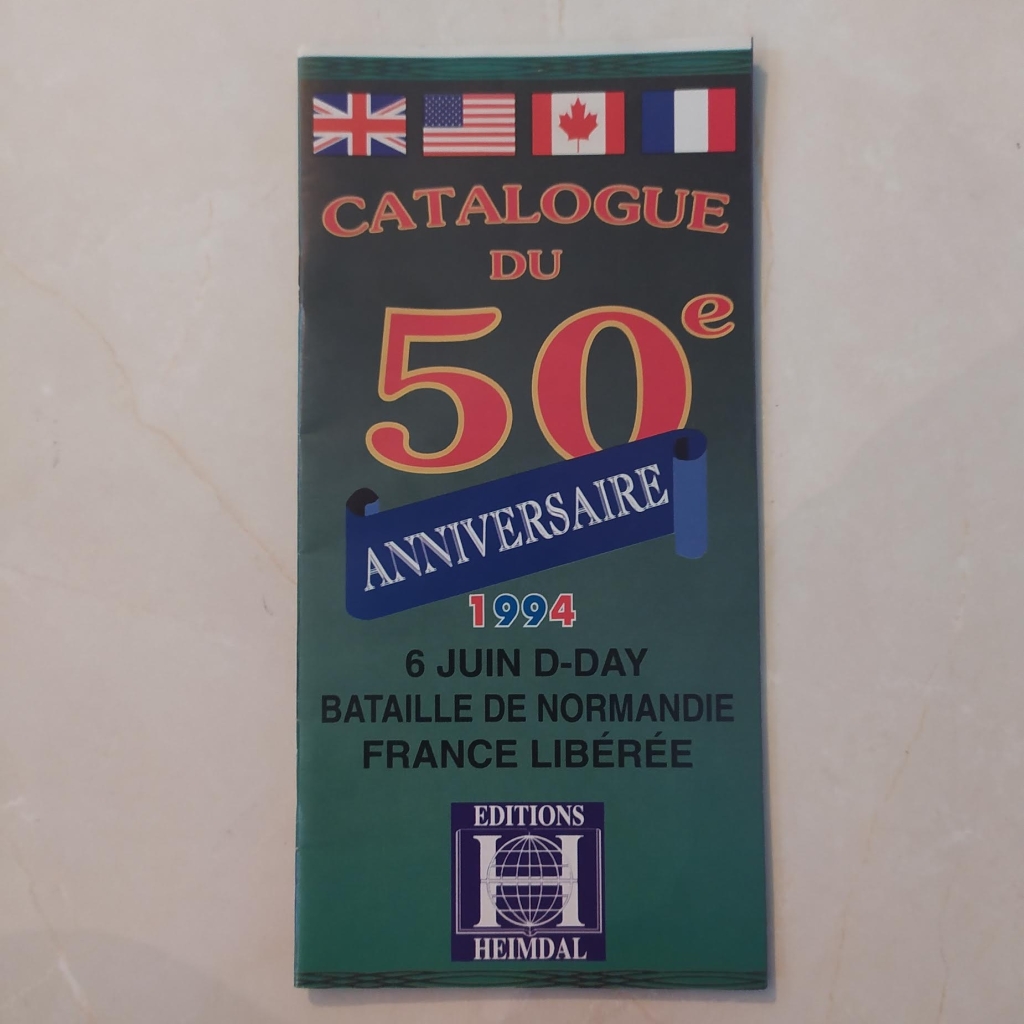 CATALOGUE
DU
50e
ANNIVERSAIRE
1994
6 JUIN D-DAY
BATAILLE DE NORMANDIE
FRANCE LIBÉRÉE
EDITIONS
H
HEIMDAL